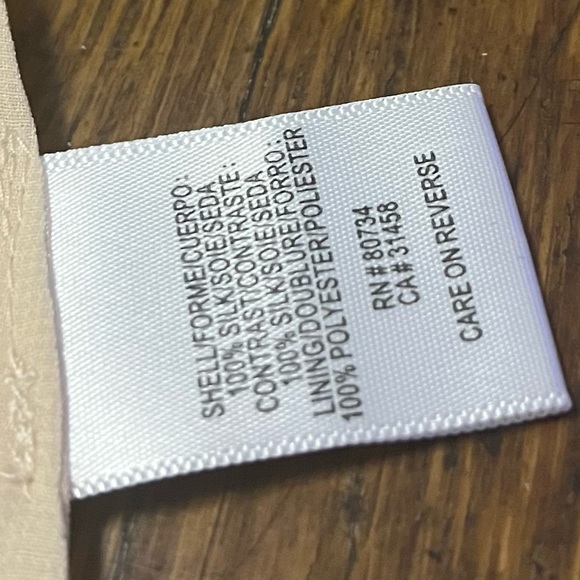 SHELL/FORME/CUERPO:
100% SILK/SOIE/SEDA
CONTRAST/CONTRASTE:
100% SILK/SOIE/SEDA
LINING/DOUBLURE/FORRO:
100% POLYESTER/POLIESTER
RN # 80734
CA # 31458
CARE ON REVERSE